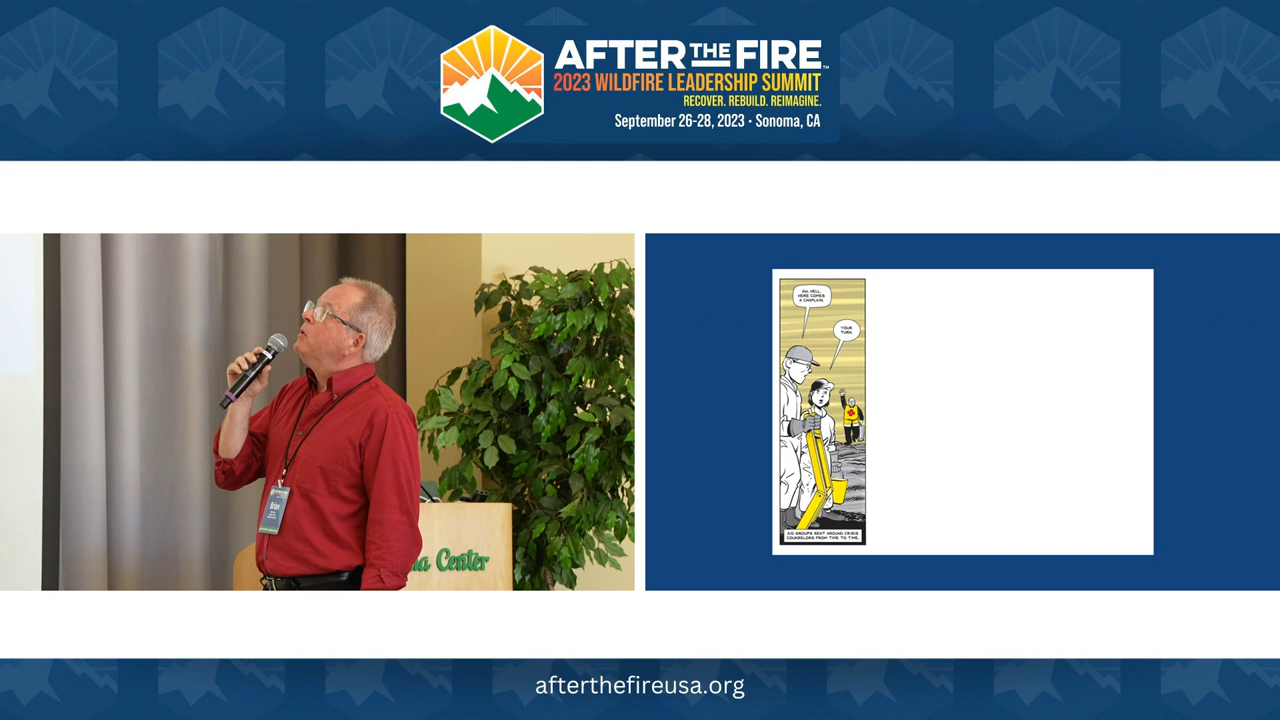 AFTER THE FIRE™
2023 WILDFIRE LEADERSHIP SUMMIT
RECOVER. REBUILD. REIMAGINE.
September 26-28, 2023 • Sonoma, CA
Brian
a Center
AW, HELL.
HERE COMES
A CHAPLAIN.
YOUR
TURN.
AID GROUPS SENT AROUND CRISIS
COUNSELORS FROM TIME TO TIME.
afterthefireusa.org